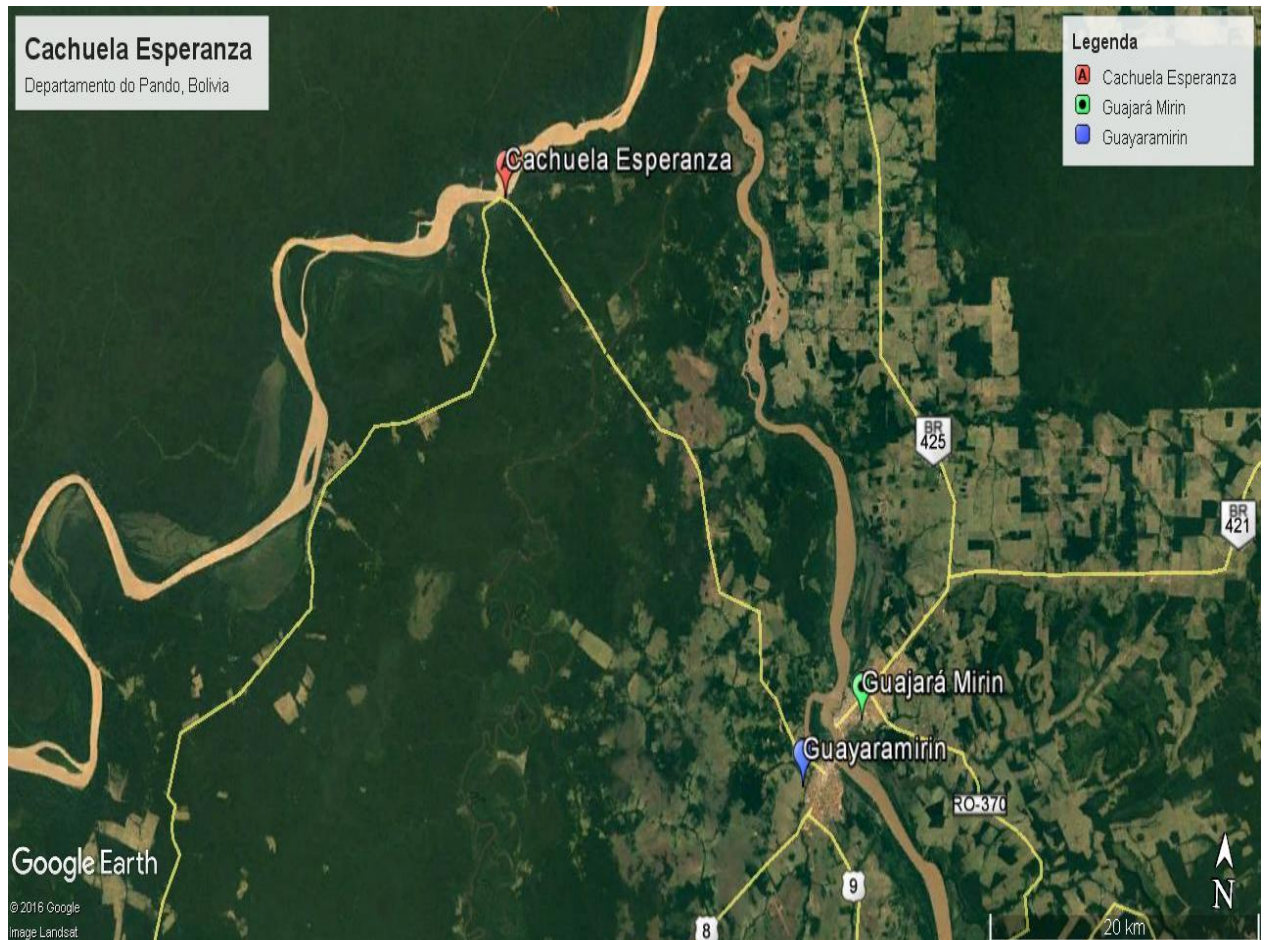 Cachuela Esperanza
Departamento do Pando, Bolivia
Legenda
A Cachuela Esperanza
Guajará Mirin
Guayaramirin
Cachuela Esperanza
BR
425
BR
421
Guajará Mirin
Guayaramirin
RO-370
Google Earth
9
N
© 2016 Google
20 km
8
Image Landsat